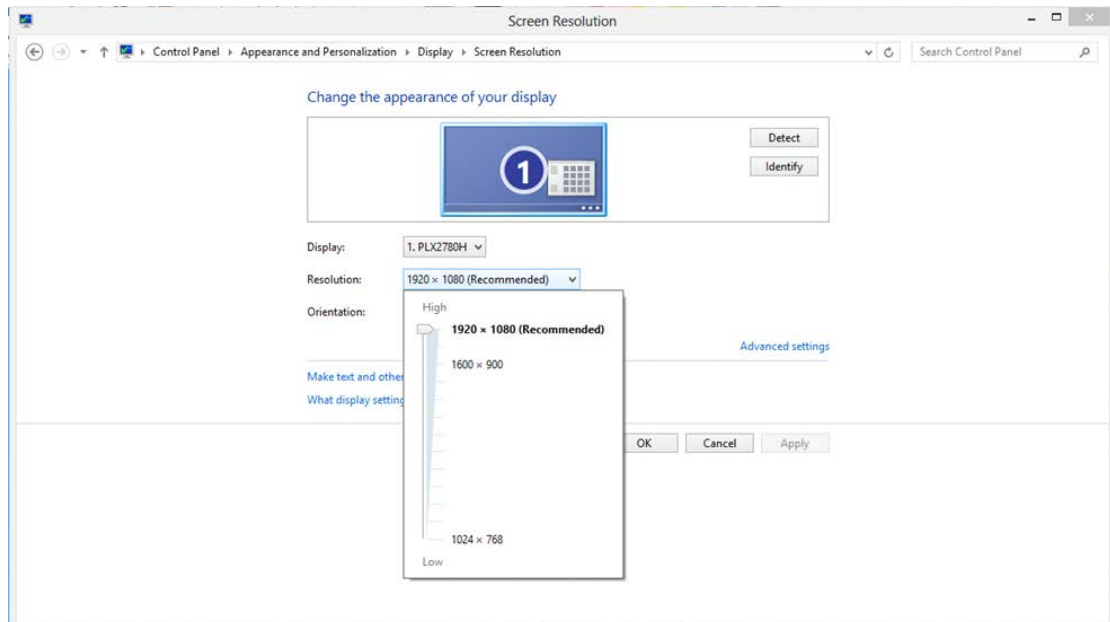 Screen Resolution
Control Panel Appearance and Personalization Display Screen Resolution
Search Control Panel
Change the appearance of your display
1
Detect
Identify
Display: 1. PLX2780H
Resolution: 1920 × 1080 (Recommended)
Orientation:
High
1920 × 1080 (Recommended)
1600 × 900
1024 × 768
Low
Advanced settings
Make text and other
What display setting
OK Cancel Apply